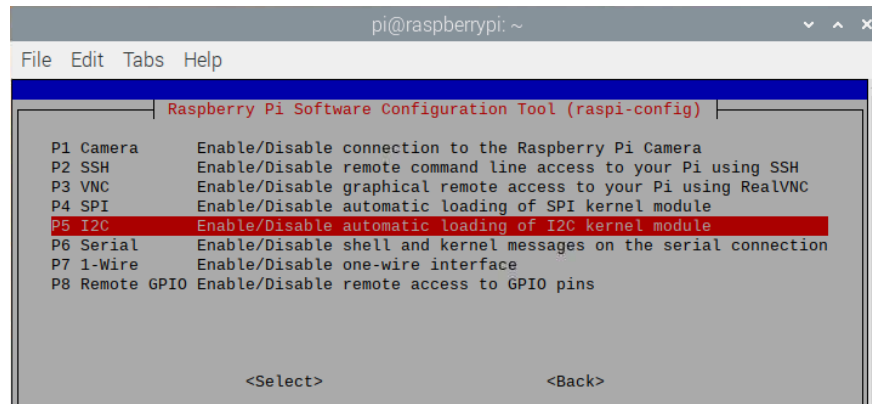 pi@raspberrypi: ~
File Edit Tabs Help
Raspberry Pi Software Configuration Tool (raspi-config)
P1 Camera Enable/Disable connection to the Raspberry Pi Camera
P2 SSH Enable/Disable remote command line access to your Pi using SSH
P3 VNC Enable/Disable graphical remote access to your Pi using RealVNC
P4 SPI Enable/Disable automatic loading of SPI kernel module
P5 I2C Enable/Disable automatic loading of I2C kernel module
P6 Serial Enable/Disable shell and kernel messages on the serial connection
P7 1-Wire Enable/Disable one-wire interface
P8 Remote GPIO Enable/Disable remote access to GPIO pins
<Select> <Back>